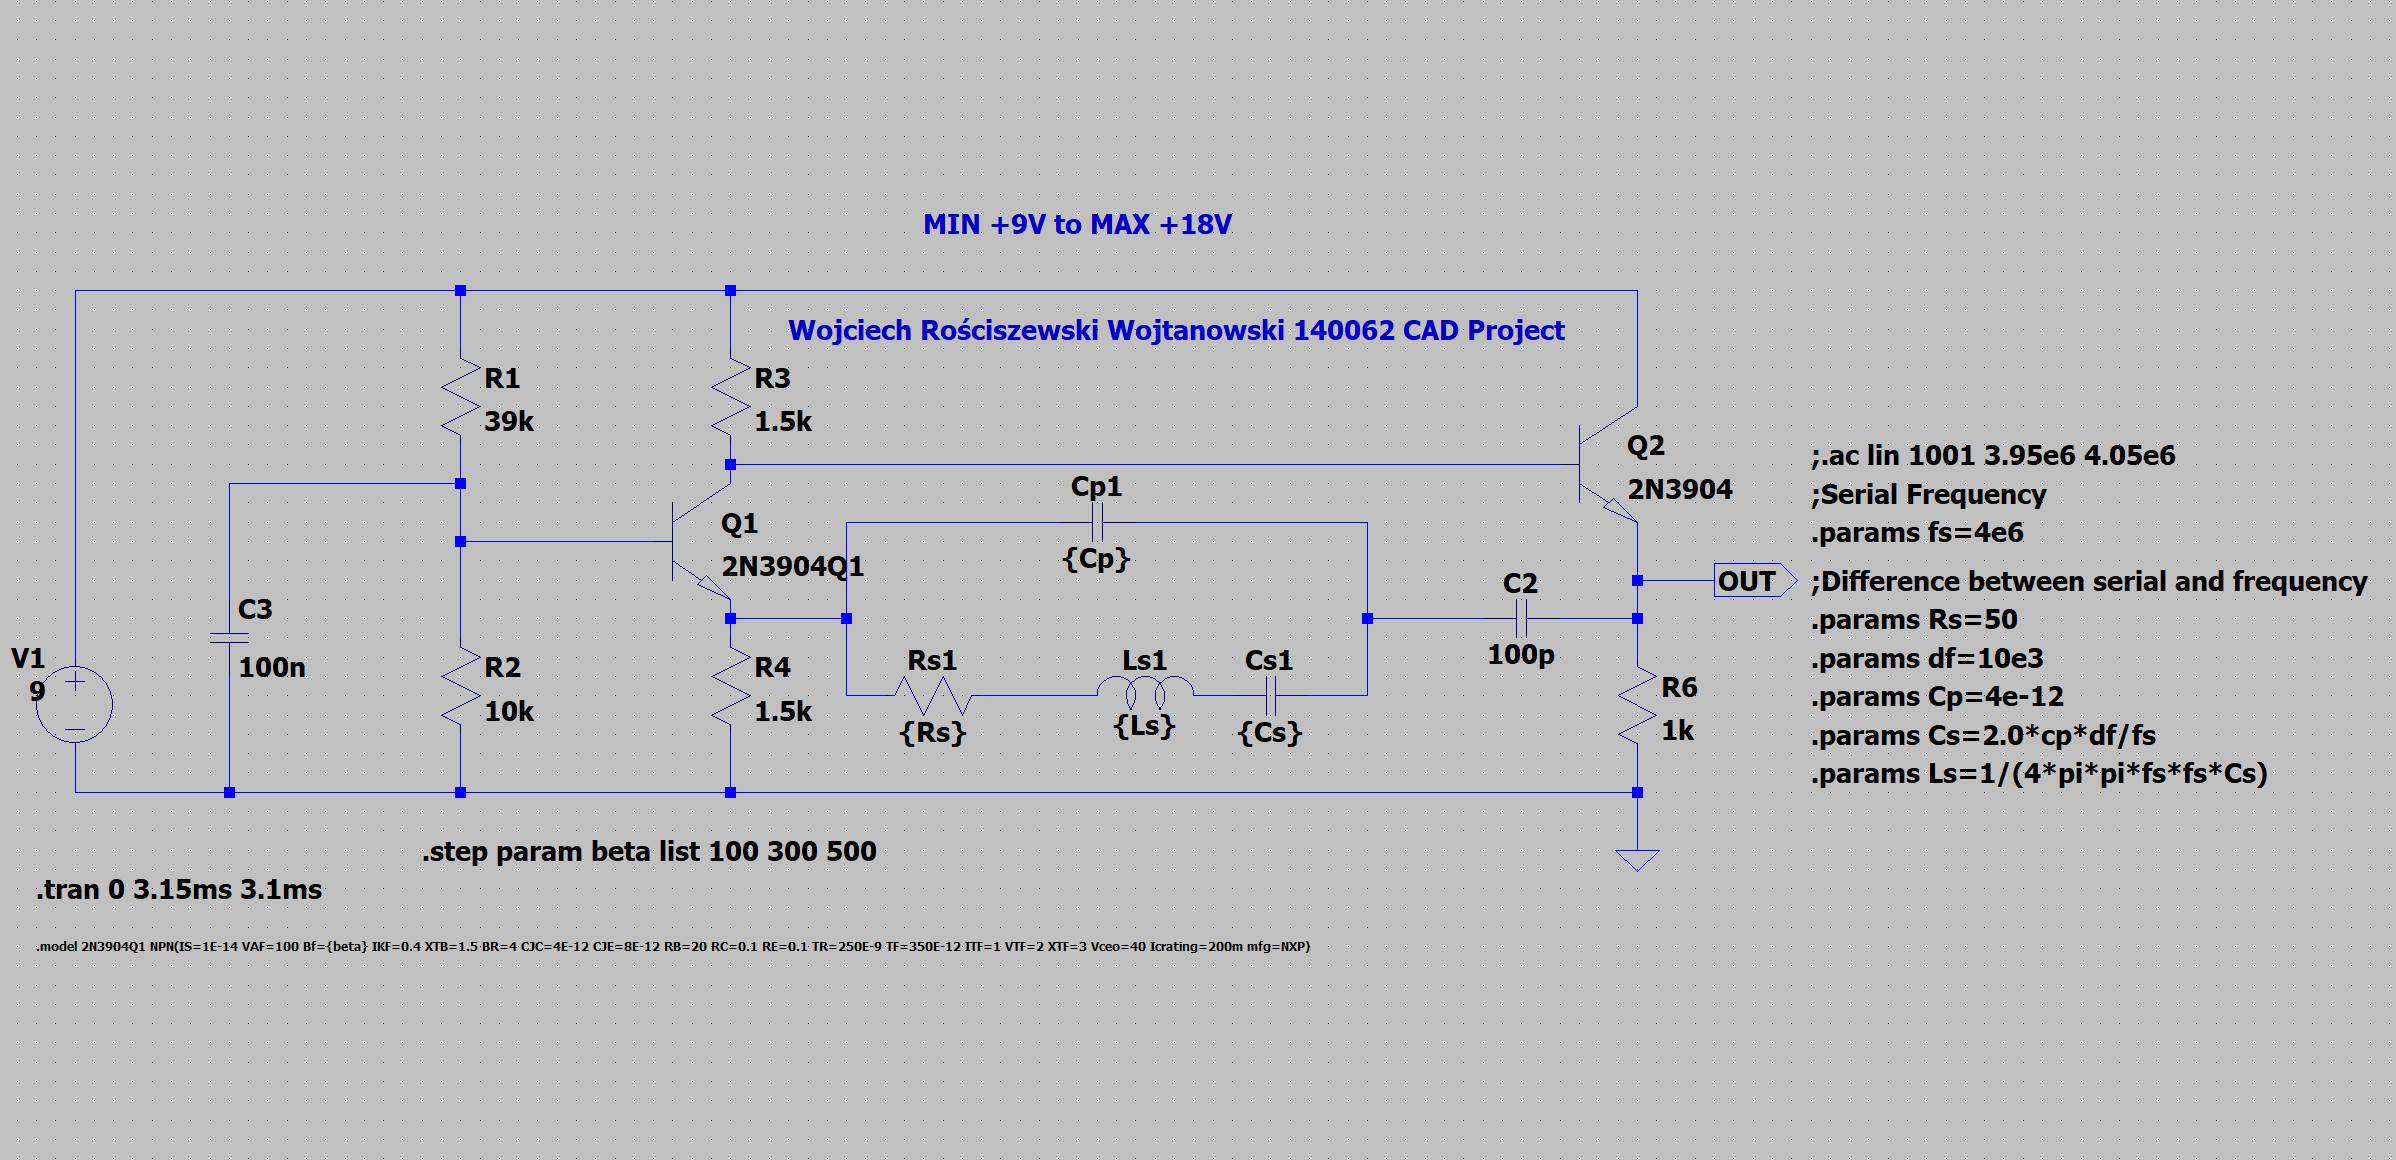 MIN +9V to MAX +18V
Wojciech Rościszewski Wojtanowski 140062 CAD Project
R1
39k
R3
1.5k
Q2
2N3904
;.ac lin 1001 3.95e6 4.05e6
;Serial Frequency
.params fs=4e6
;Difference between serial and frequency
.params Rs=50
.params df=10e3
.params Cp=4e-12
.params Cs=2.0*cp*df/fs
.params Ls=1/(4*pi*pi*fs*fs*Cs)
Cp1
{Cp}
Q1
2N3904Q1
C2
100p
OUT
C3
100n
V1
9
R2
10k
R4
1.5k
Rs1
{Rs}
Ls1
{Ls}
Cs1
{Cs}
R6
1k
.step param beta list 100 300 500
.tran 0 3.15ms 3.1ms
.model 2N3904Q1 NPN(IS=1E-14 VAF=100 Bf={beta} IKF=0.4 XTB=1.5 BR=4 CJC=4E-12 CJE=8E-12 RB=20 RC=0.1 RE=0.1 TR=250E-9 TF=350E-12 ITF=1 VTF=2 XTF=3 Vceo=40 Icrating=200m mfg=NXP)